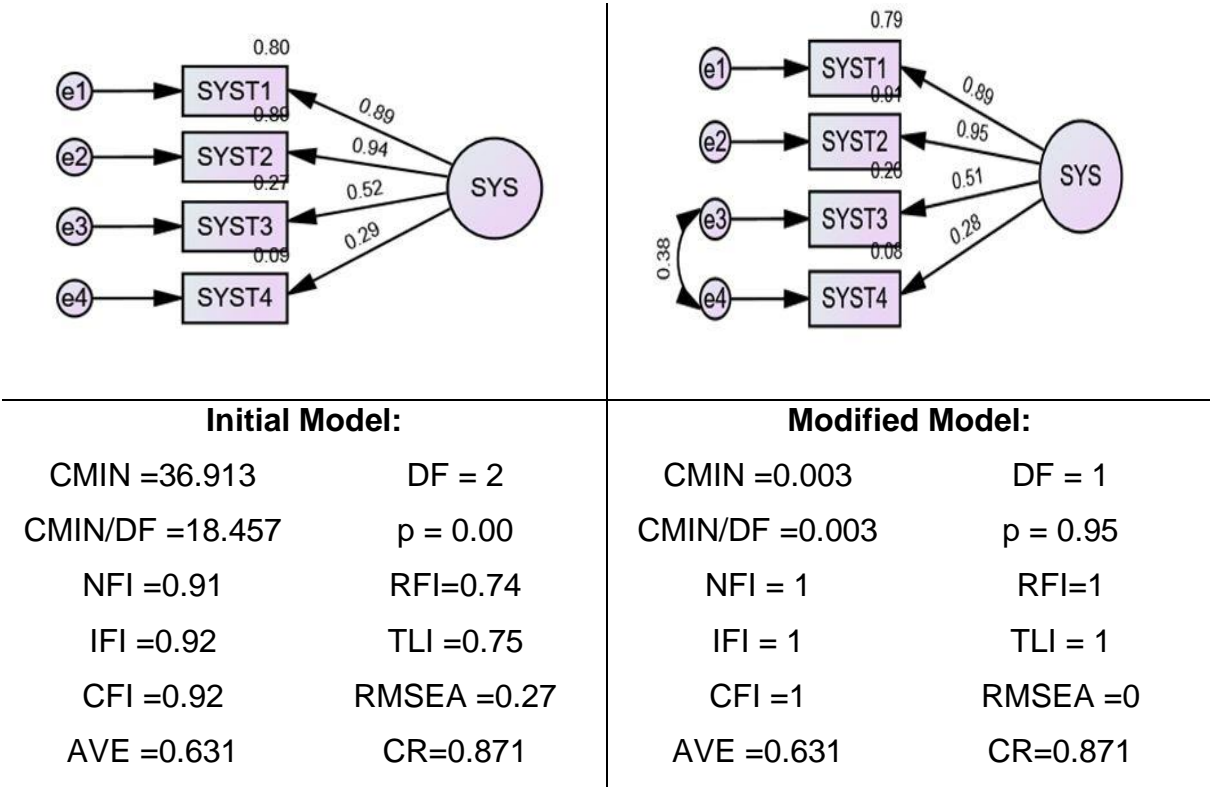 0.80
e1 SYST1 0.89
0.89
e2 SYST2 0.94
0.27
e3 SYST3 0.52 SYS
0.09
e4 SYST4 0.29
0.79
e1 SYST1 0.89
0.91
e2 SYST2 0.95
0.26
e3 SYST3 0.51 SYS
0.38
0.08
e4 SYST4 0.28
Initial Model:
CMIN =36.913 DF = 2
CMIN/DF =18.457 p = 0.00
NFI =0.91 RFI=0.74
IFI =0.92 TLI =0.75
CFI =0.92 RMSEA =0.27
AVE =0.631 CR=0.871
Modified Model:
CMIN =0.003 DF = 1
CMIN/DF =0.003 p = 0.95
NFI = 1 RFI=1
IFI = 1 TLI = 1
CFI =1 RMSEA =0
AVE =0.631 CR=0.871